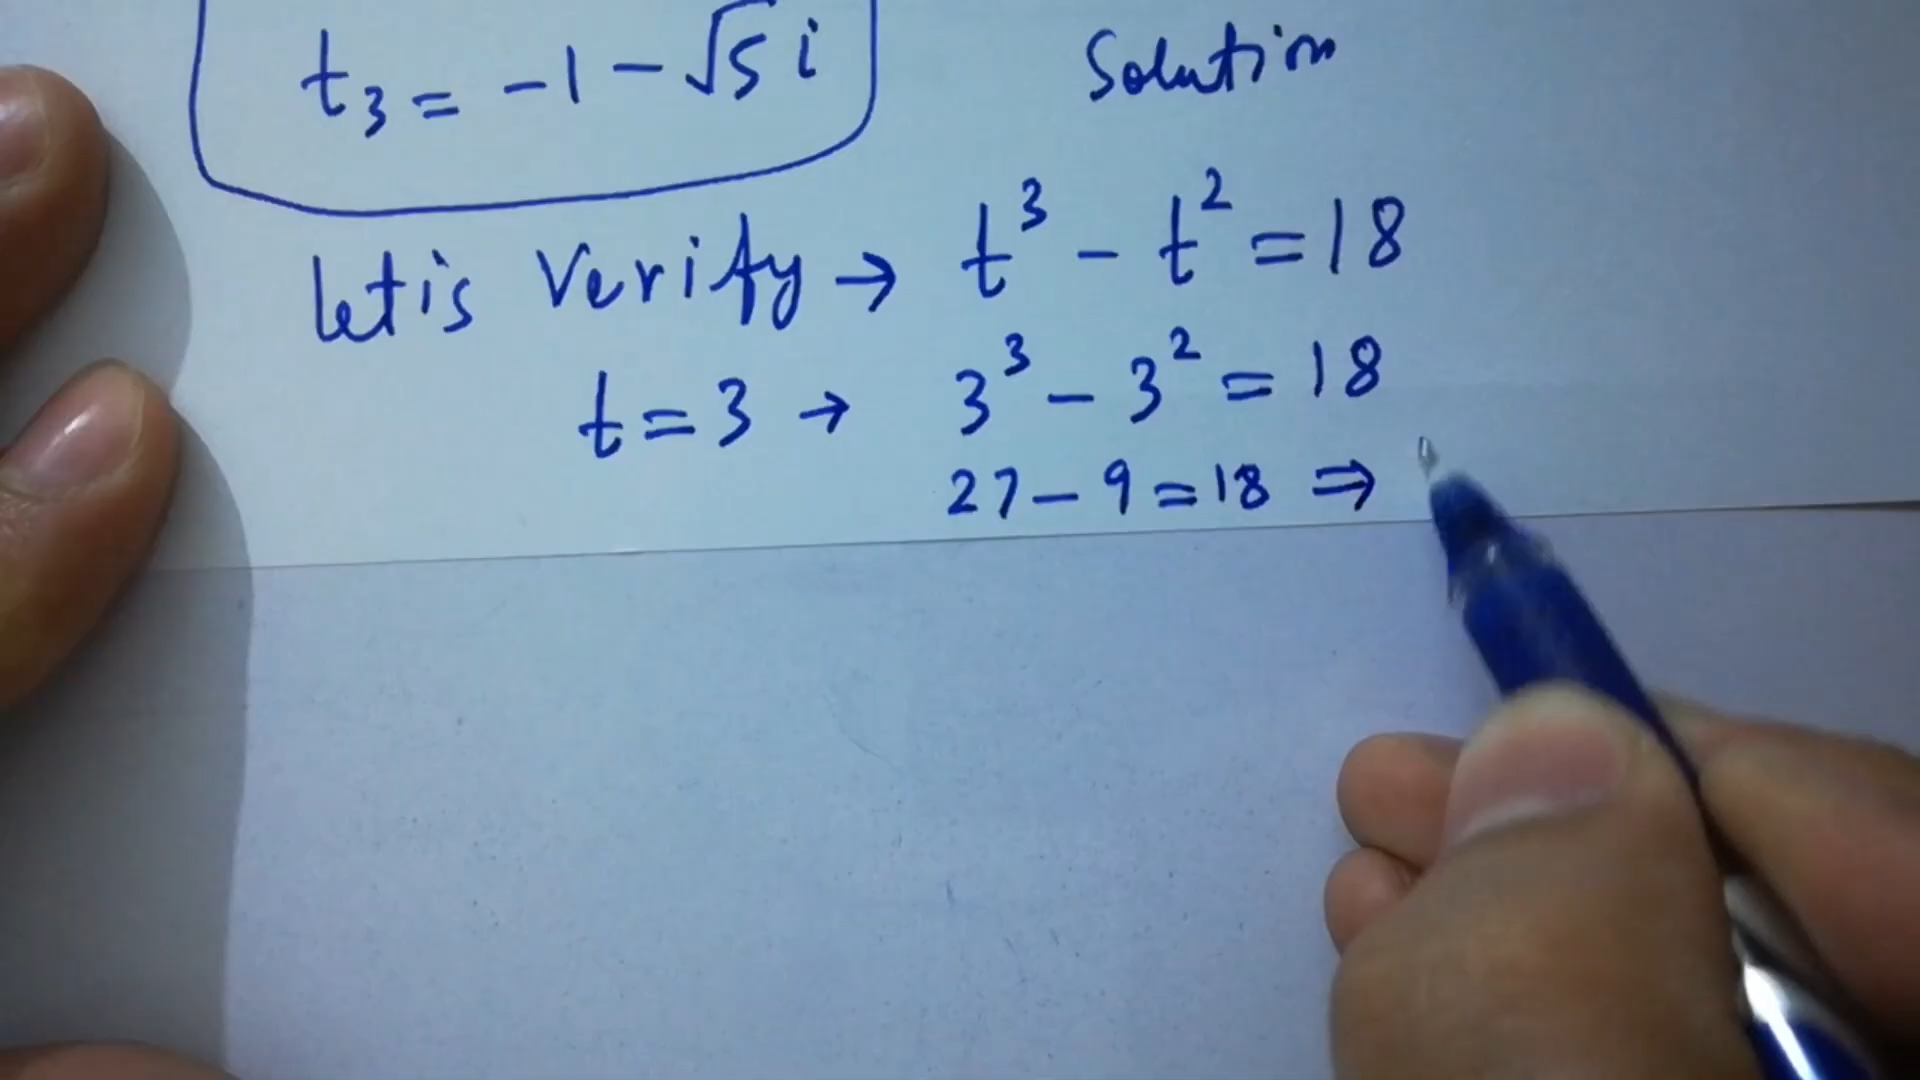 t₃ = -1 - √5 i
Solution
let's Verify → t³ - t² = 18
t = 3 → 3³ - 3² = 18
27 - 9 = 18 ⇒